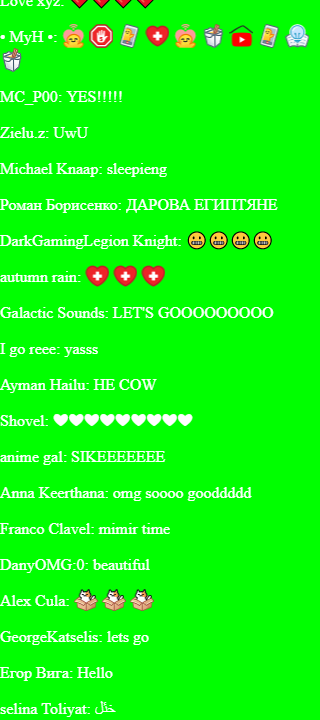 Love xyz:
• MyH •:
MC_P00: YES!!!!!
Zielu.z: UwU
Michael Knaap: sleepieng
Роман Борисенко: ДАРОВА ЕГИПТЯНЕ
DarkGamingLegion Knight: 😬😬😬😬
autumn rain:
Galactic Sounds: LET'S GOOOOOOOOO
I go reee: yasss
Ayman Hailu: HE COW
Shovel: 🤍🤍🤍🤍🤍🤍🤍🤍🤍
anime gal: SIKEEEEEEE
Anna Keerthana: omg soooo gooddddd
Franco Clavel: mimir time
DanyOMG:0: beautiful
Alex Cula:
GeorgeKatselis: lets go
Егор Вига: Hello
selina Toliyat: